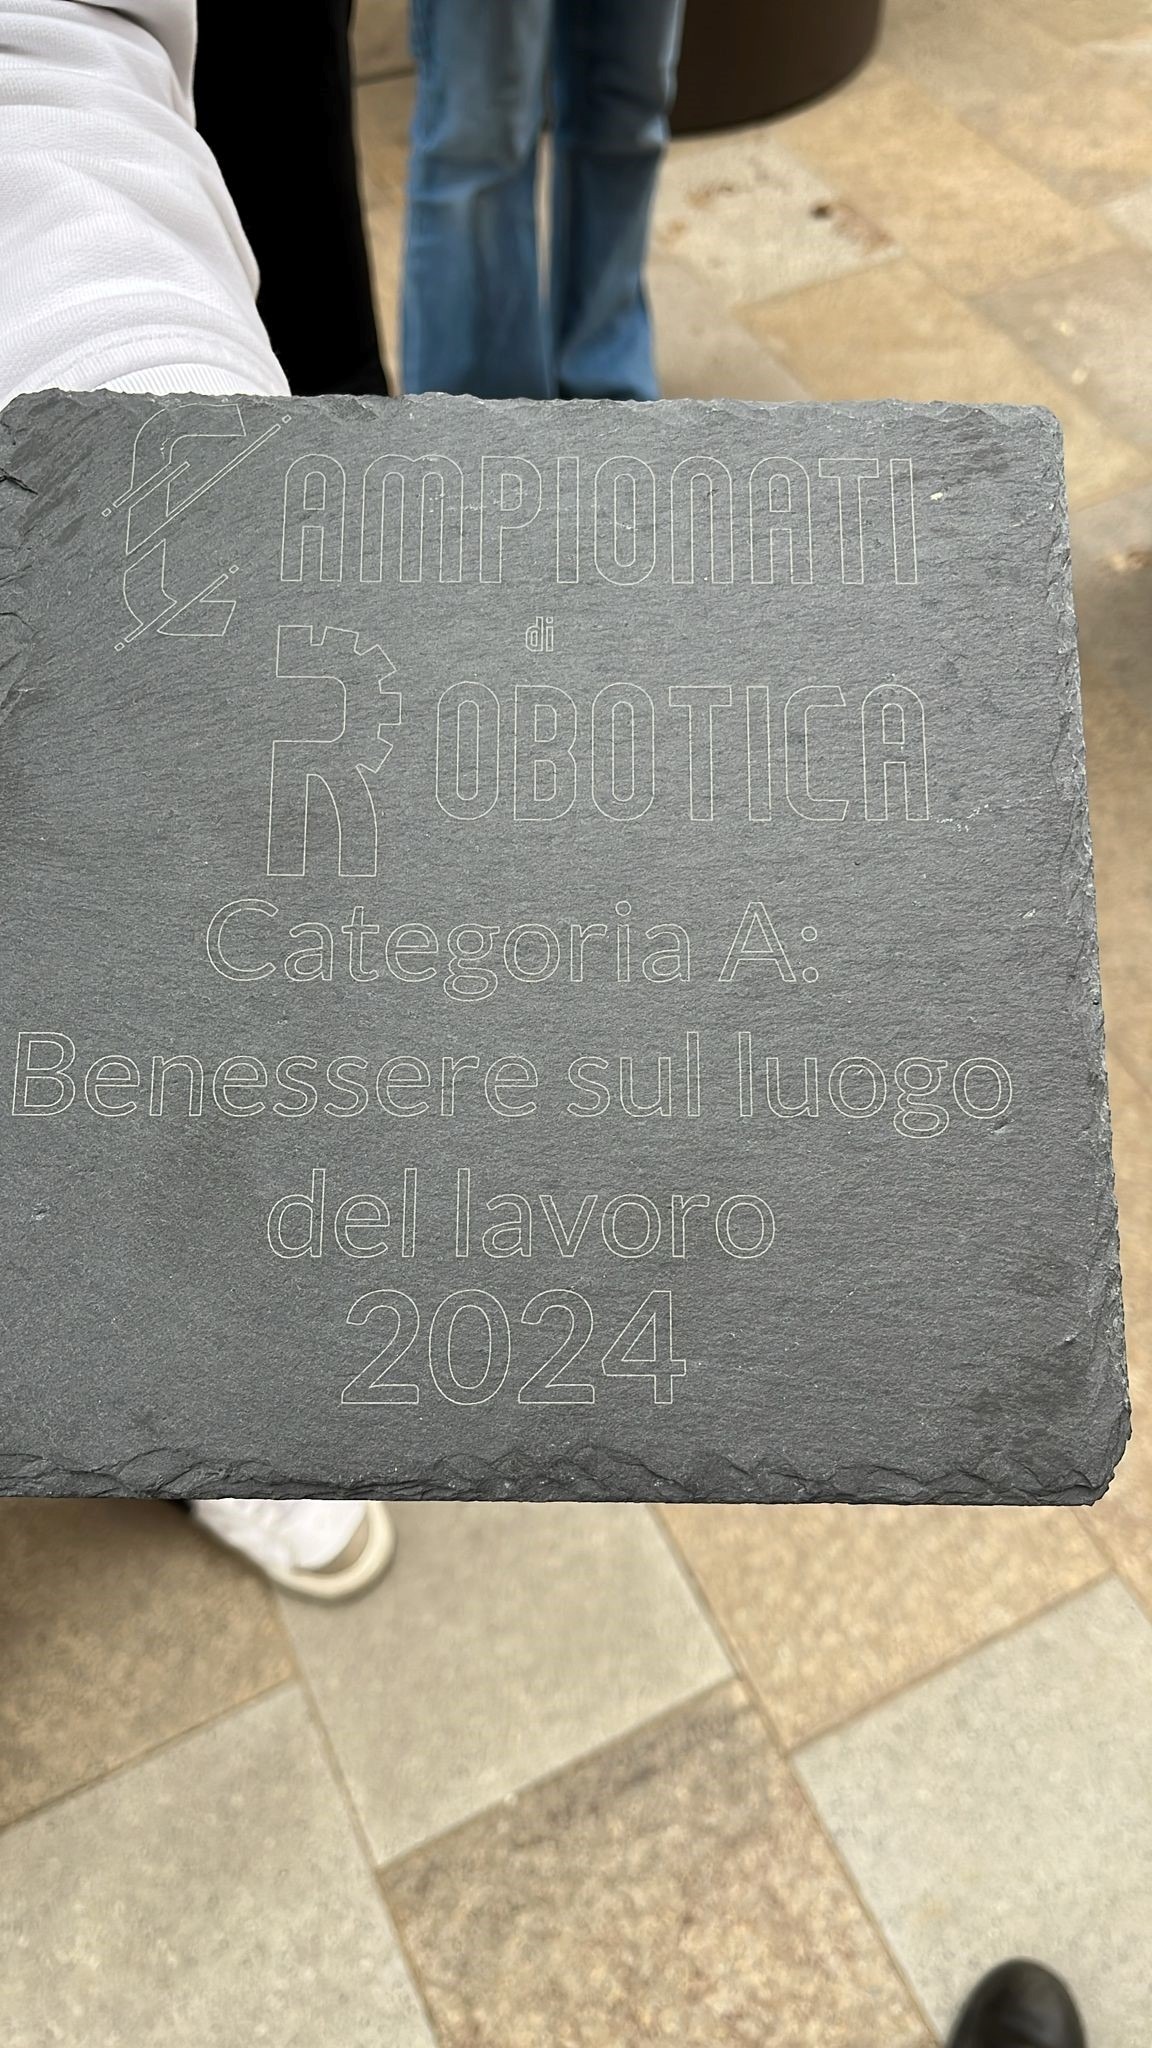 CAMPIONATI
di
ROBOTICA
Categoria A:
Benessere sul luogo
del lavoro
2024